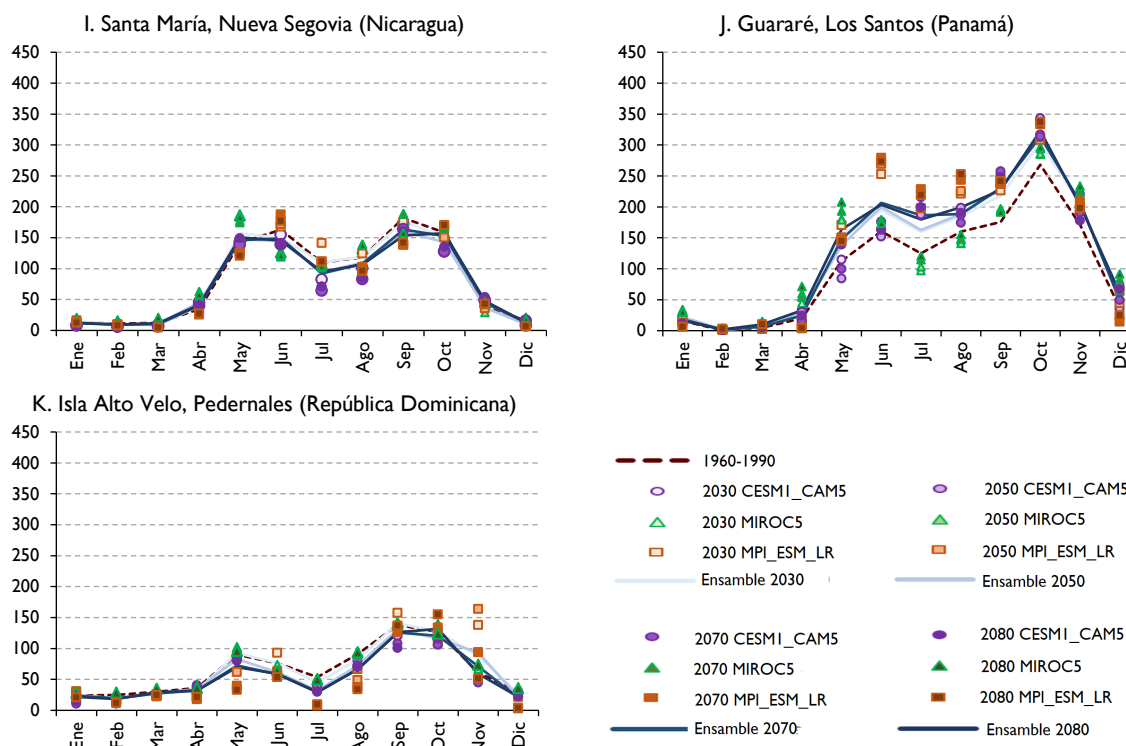 I. Santa María, Nueva Segovia (Nicaragua)
450
400
350
300
250
200
150
100
50
0
Ene Feb Mar Abr May Jun Jul Ago Sep Oct Nov Dic
J. Guararé, Los Santos (Panamá)
450
400
350
300
250
200
150
100
50
0
Ene Feb Mar Abr May Jun Jul Ago Sep Oct Nov Dic
K. Isla Alto Velo, Pedernales (República Dominicana)
450
400
350
300
250
200
150
100
50
0
Ene Feb Mar Abr May Jun Jul Ago Sep Oct Nov Dic
1960-1990
2030 CESM1_CAM5
2050 CESM1_CAM5
2030 MIROC5
2050 MIROC5
2030 MPI_ESM_LR
2050 MPI_ESM_LR
Ensamble 2030
Ensamble 2050
2070 CESM1_CAM5
2080 CESM1_CAM5
2070 MIROC5
2080 MIROC5
2070 MPI_ESM_LR
2080 MPI_ESM_LR
Ensamble 2070
Ensamble 2080